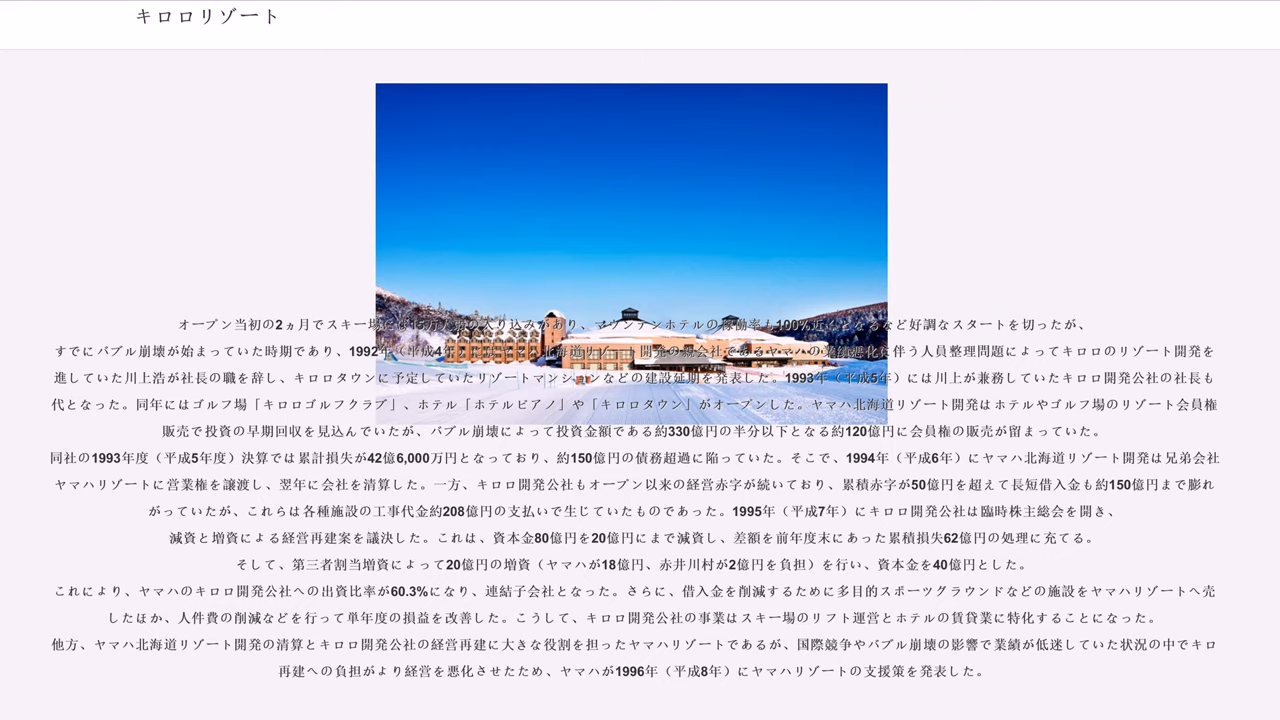 キロロリゾート
オープン当初の2ヵ月でスキー場には15万人弱の入り込みがあり、マウンテンホテルの稼働率も100%近くとなるなど好調なスタートを切ったが、
すでにバブル崩壊が始まっていた時期であり、1992年（平成4年）には 北海道リゾート開発の親会社であるヤマハの業績悪化に伴う人員整理問題によってキロロのリゾート開発を
進していた川上浩が社長の職を辞し、キロロタウンに予定していたリゾートマンションなどの建設延期を発表した。1993年（平成5年）には川上が兼務していたキロロ開発公社の社長も
代となった。同年にはゴルフ場「キロロゴルフクラブ」、ホテル「ホテルピアノ」や「キロロタウン」がオープンした。ヤマハ北海道リゾート開発はホテルやゴルフ場のリゾート会員権
販売で投資の早期回収を見込んでいたが、バブル崩壊によって投資金額である約330億円の半分以下となる約120億円に会員権の販売が留まっていた。
同社の1993年度（平成5年度）決算では累計損失が42億6,000万円となっており、約150億円の債務超過に陥っていた。そこで、1994年（平成6年）にヤマハ北海道リゾート開発は兄弟会社
ヤマハリゾートに営業権を譲渡し、翌年に会社を清算した。一方、キロロ開発公社もオープン以来の経営赤字が続いており、累積赤字が50億円を超えて長短借入金も約150億円まで膨れ
がっていたが、これらは各種施設の工事代金約208億円の支払いで生じていたものであった。1995年（平成7年）にキロロ開発公社は臨時株主総会を開き、
減資と増資による経営再建案を議決した。これは、資本金80億円を20億円にまで減資し、差額を前年度末にあった累積損失62億円の処理に充てる。
そして、第三者割当増資によって20億円の増資（ヤマハが18億円、赤井川村が2億円を負担）を行い、資本金を40億円とした。
これにより、ヤマハのキロロ開発公社への出資比率が60.3%になり、連結子会社となった。さらに、借入金を削減するために多目的スポーツグラウンドなどの施設をヤマハリゾートへ売
したほか、人件費の削減などを行って単年度の損益を改善した。こうして、キロロ開発公社の事業はスキー場のリフト運営とホテルの賃貸業に特化することになった。
他方、ヤマハ北海道リゾート開発の清算とキロロ開発公社の経営再建に大きな役割を担ったヤマハリゾートであるが、国際競争やバブル崩壊の影響で業績が低迷していた状況の中でキロ
再建への負担がより経営を悪化させたため、ヤマハが1996年（平成8年）にヤマハリゾートの支援策を発表した。